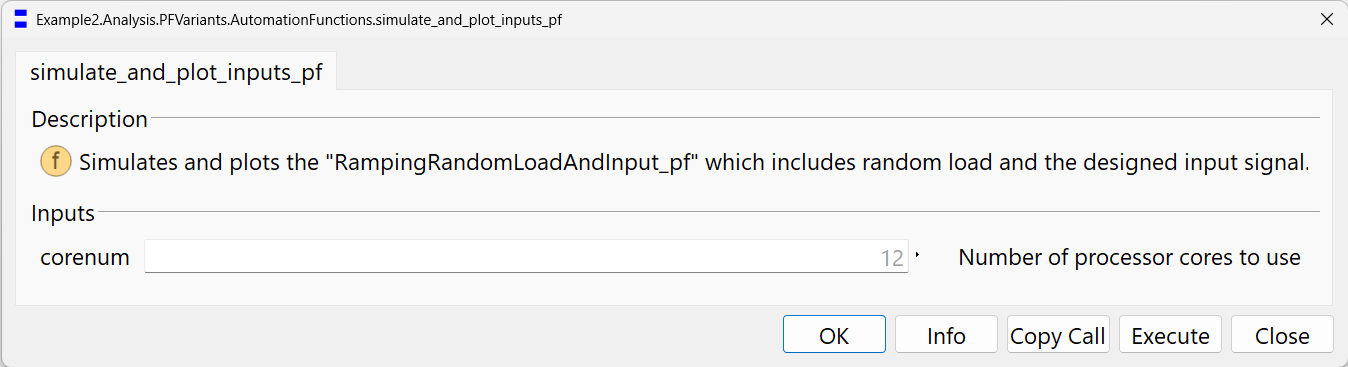 Example2.Analysis.PFVariants.AutomationFunctions.simulate_and_plot_inputs_pf
simulate_and_plot_inputs_pf
Description
f Simulates and plots the "RampingRandomLoadAndInput_pf" which includes random load and the designed input signal.
Inputs
corenum 12 Number of processor cores to use
OK Info Copy Call Execute Close